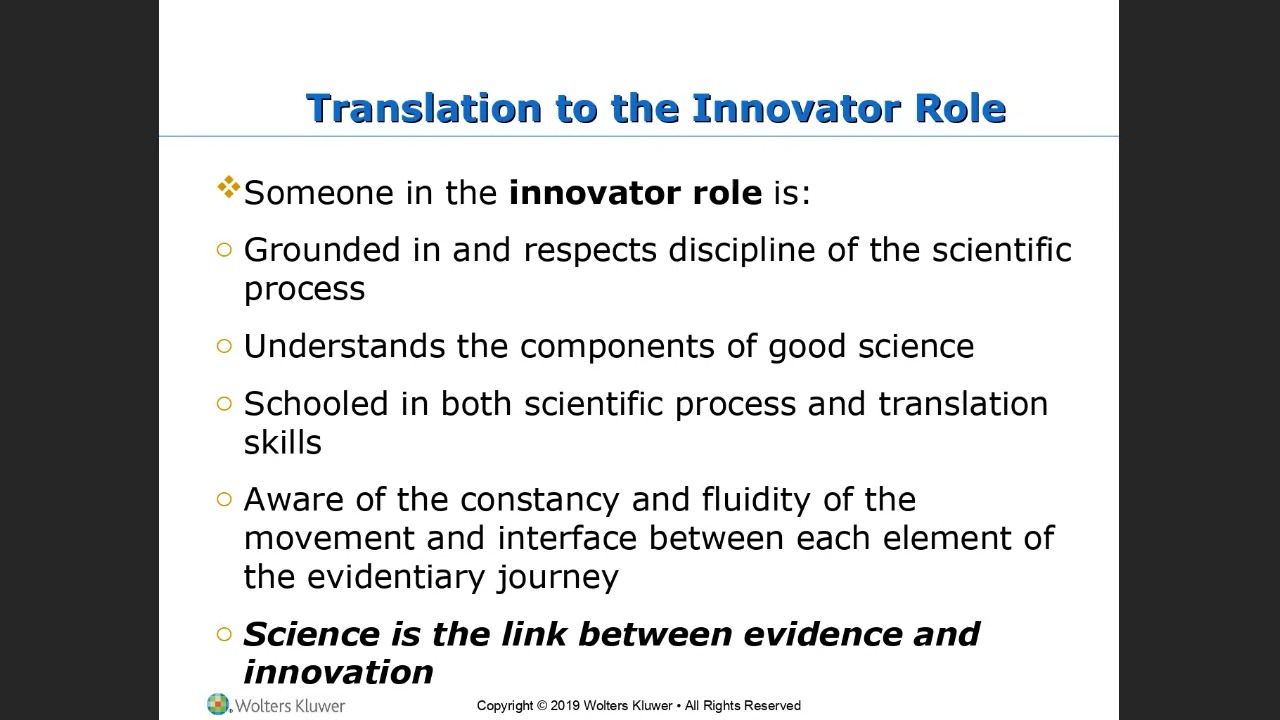 Translation to the Innovator Role
Someone in the innovator role is:
Grounded in and respects discipline of the scientific
process
Understands the components of good science
Schooled in both scientific process and translation
skills
Aware of the constancy and fluidity of the
movement and interface between each element of
the evidentiary journey
Science is the link between evidence and
innovation
Wolters Kluwer
Copyright © 2019 Wolters Kluwer • All Rights Reserved